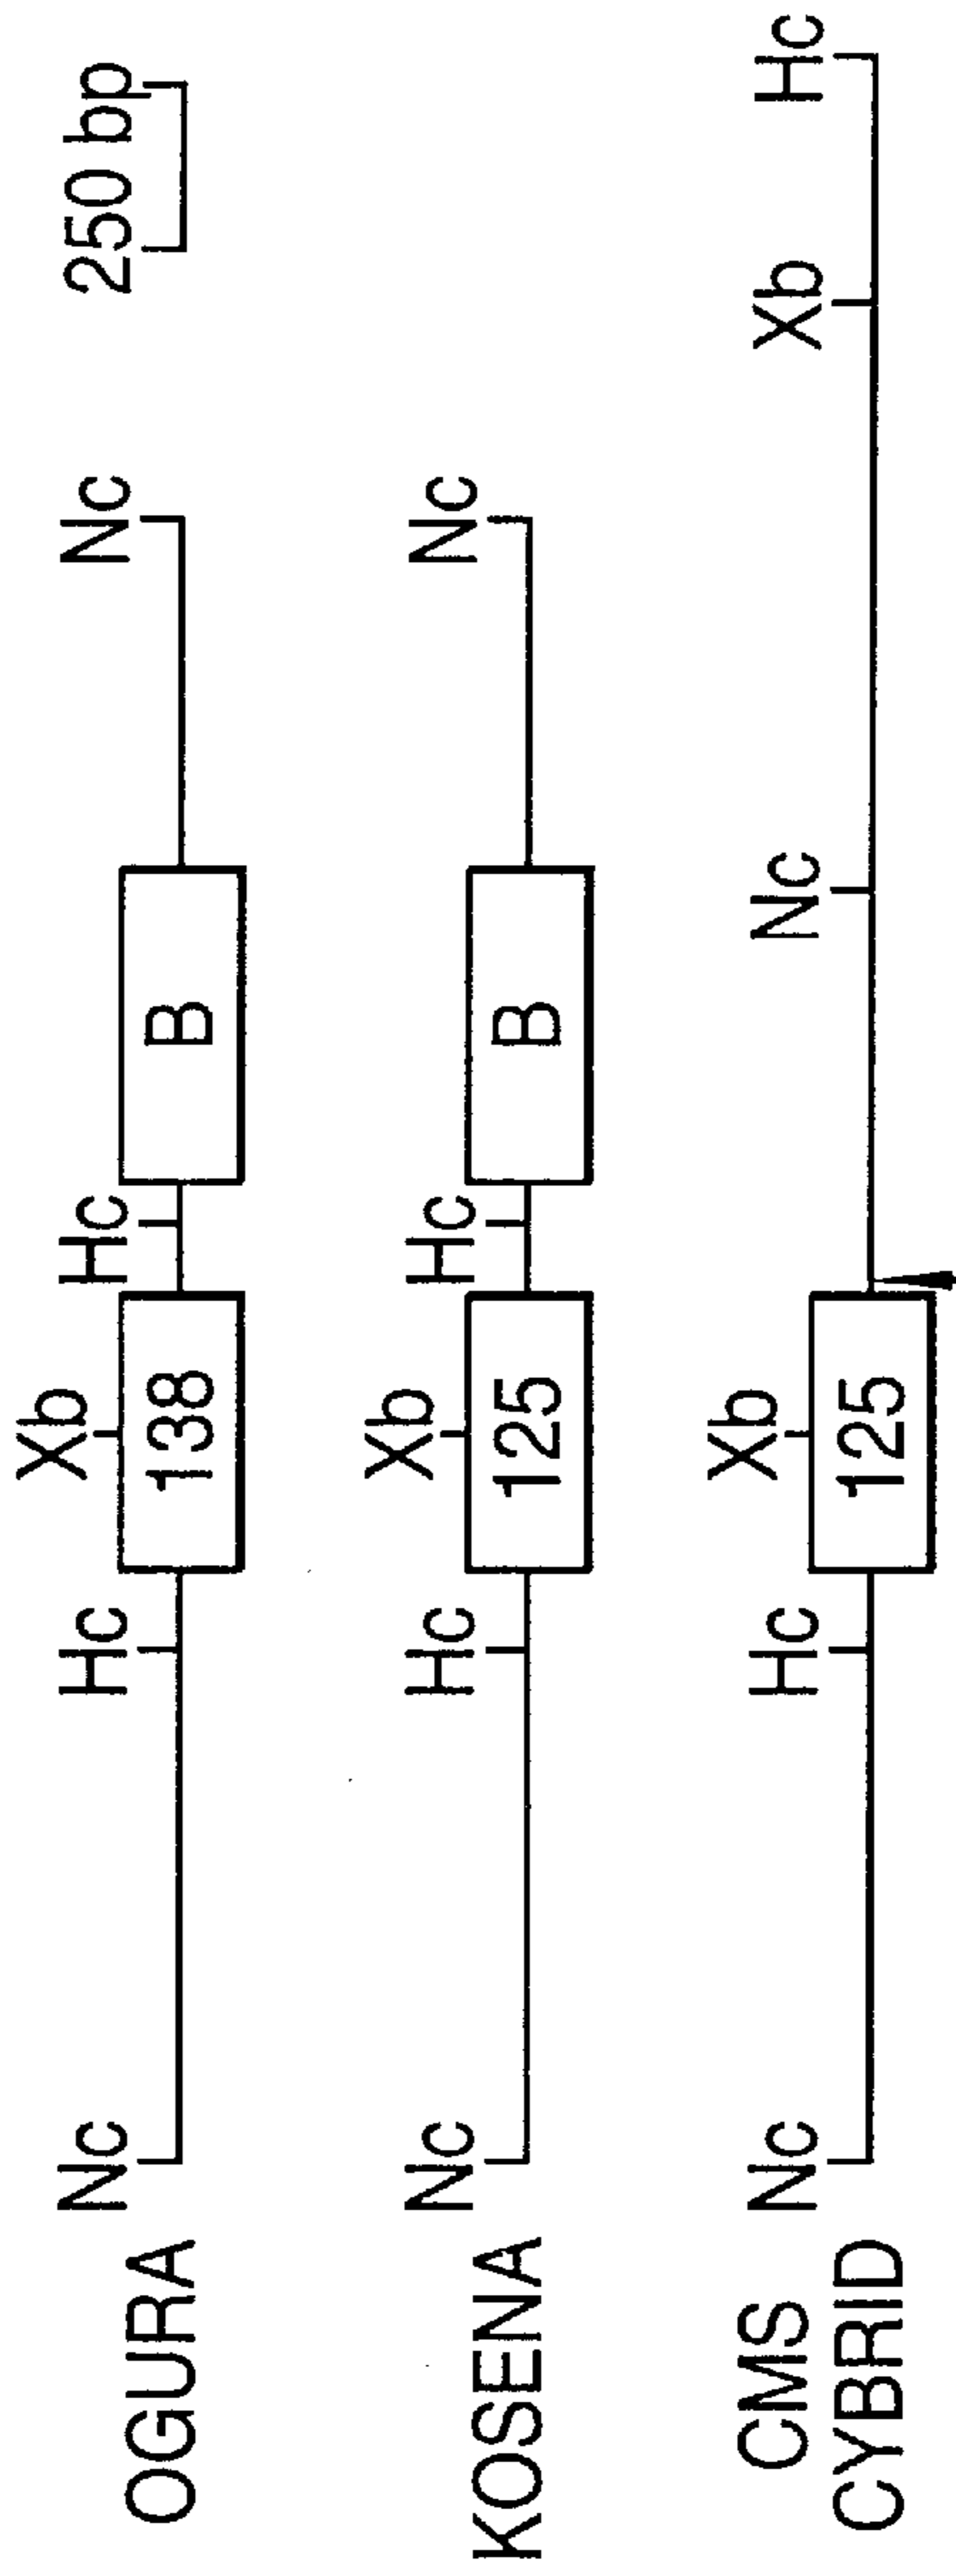 250 bp
Xb
OGURA Nc Hc 138 Hc B Nc
Xb
KOSENA Nc Hc 125 Hc B Nc
Xb
CMS Nc Hc 125 Nc Xb Hc
CYBRID